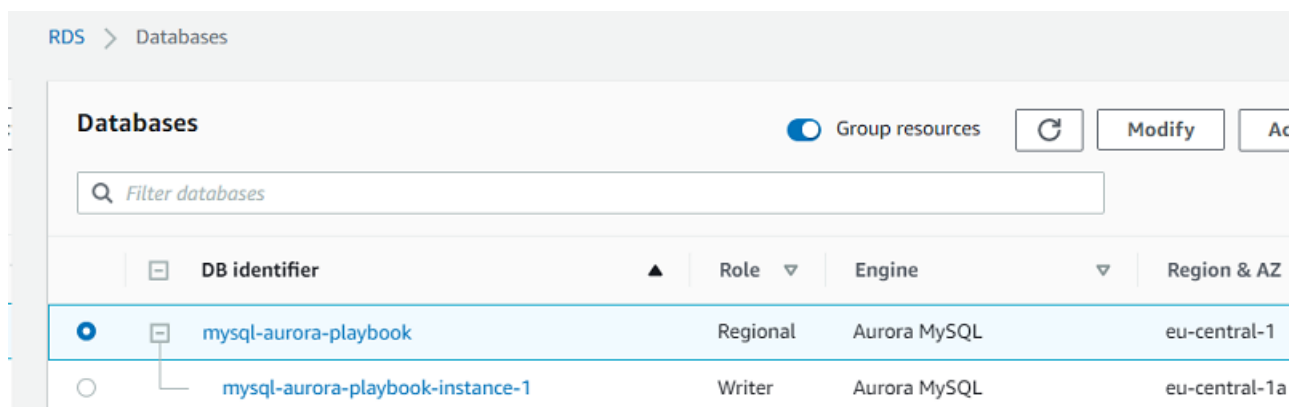 RDS > Databases
Databases Group resources Modify Ac
Filter databases
DB identifier Role Engine Region & AZ
mysql-aurora-playbook Regional Aurora MySQL eu-central-1
mysql-aurora-playbook-instance-1 Writer Aurora MySQL eu-central-1a